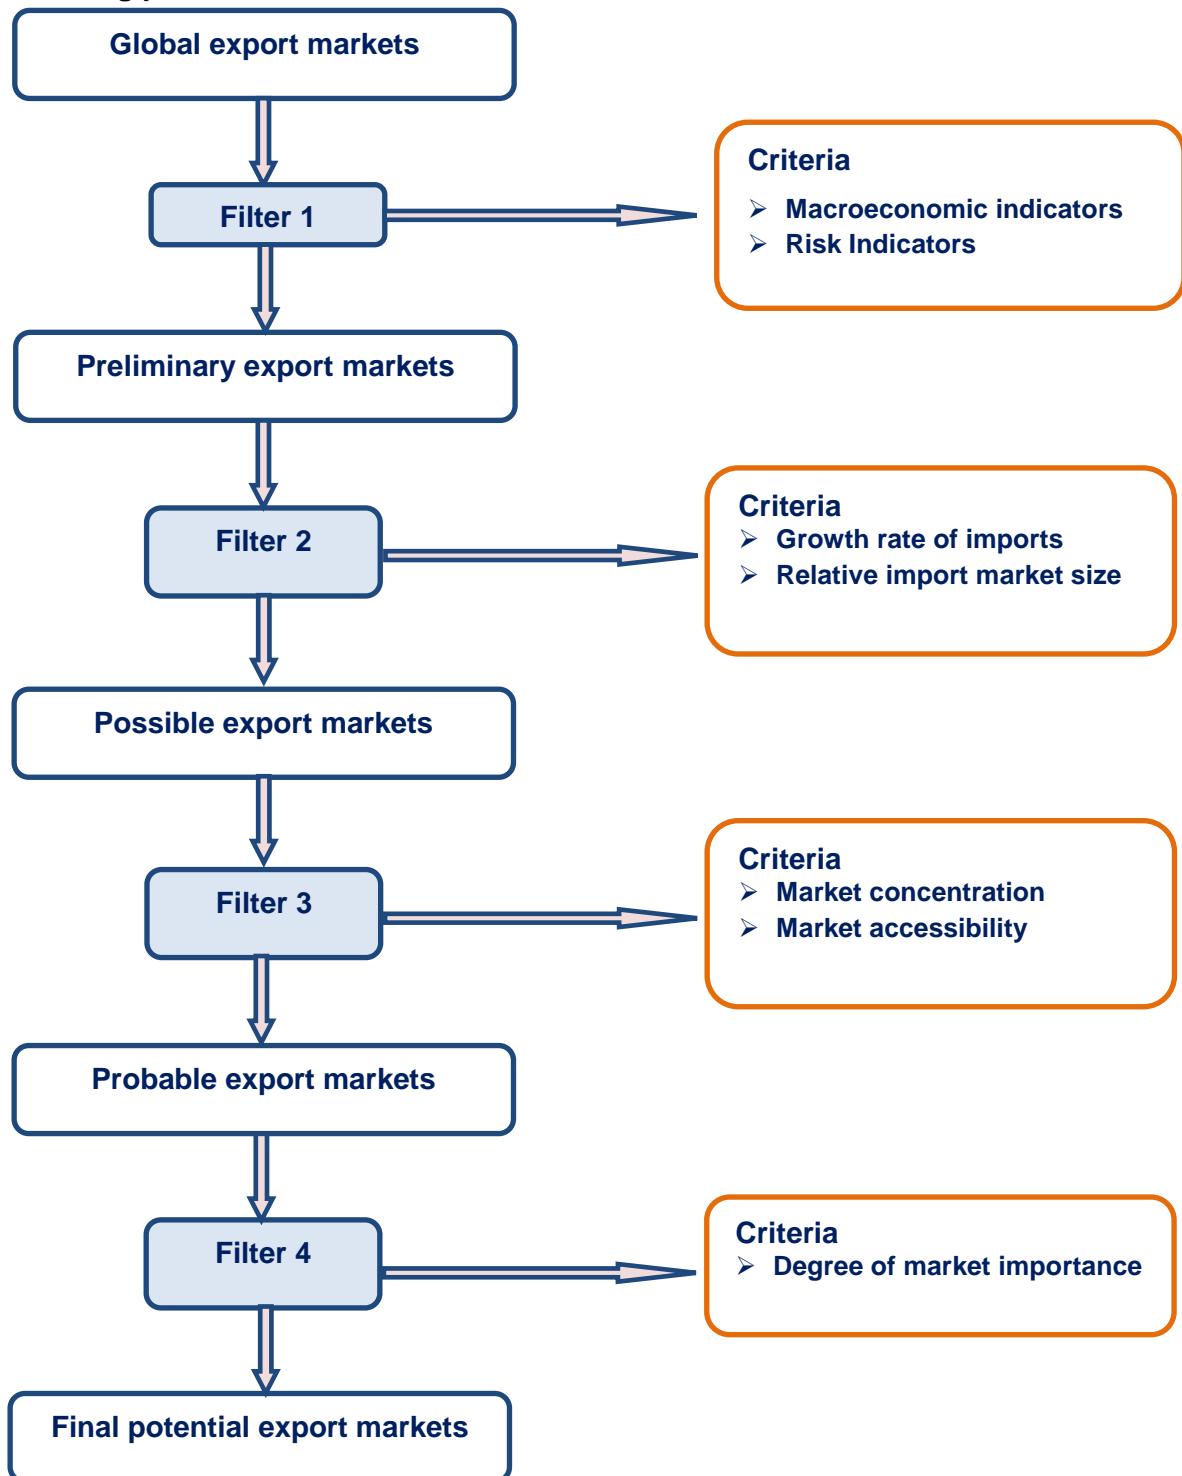 Global export markets
Filter 1
Criteria
➢ Macroeconomic indicators
➢ Risk Indicators
Preliminary export markets
Filter 2
Criteria
➢ Growth rate of imports
➢ Relative import market size
Possible export markets
Filter 3
Criteria
➢ Market concentration
➢ Market accessibility
Probable export markets
Filter 4
Criteria
➢ Degree of market importance
Final potential export markets